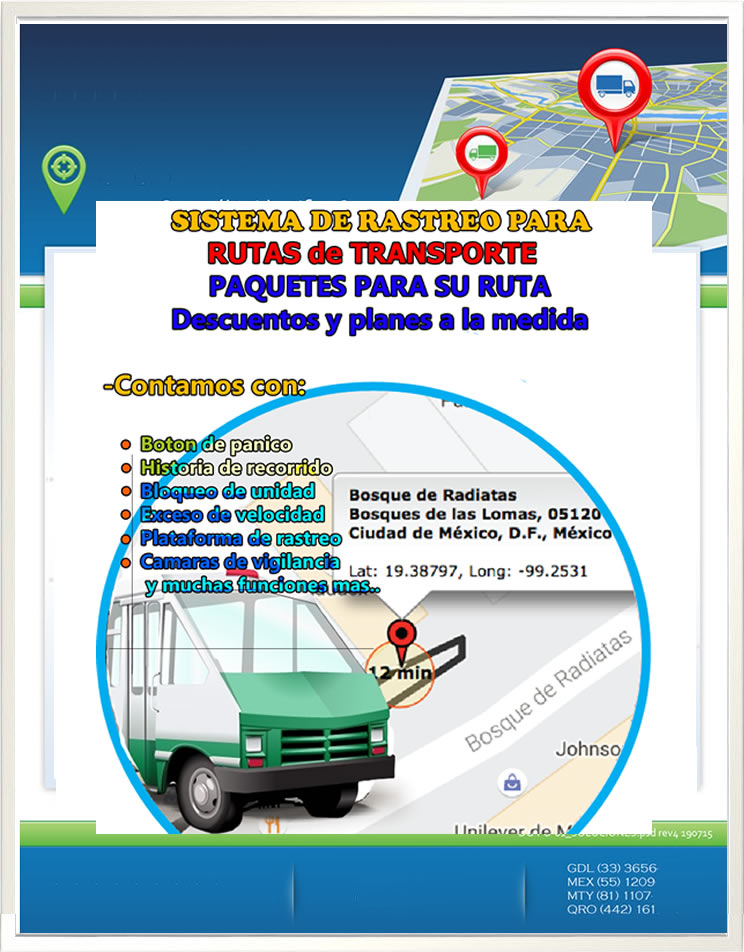 SISTEMA DE RASTREO PARA
RUTAS de TRANSPORTE
PAQUETES PARA SU RUTA
Descuentos y planes a la medida
-Contamos con:
• Boton de panico
• Historia de recorrido
• Bloqueo de unidad
• Exceso de velocidad
• Plataforma de rastreo
• Camaras de vigilancia
y muchas funciones mas..
Bosque de Radiatas
Bosques de las Lomas, 05120
Ciudad de México, D.F., México
Lat: 19.38797, Long: -99.2531
12 min
Bosque de Radiatas
Johnso
Unilever de M
rev4 190715
GDL (33) 3656
MEX (55) 1209
MTY (81) 1107
QRO (442) 161